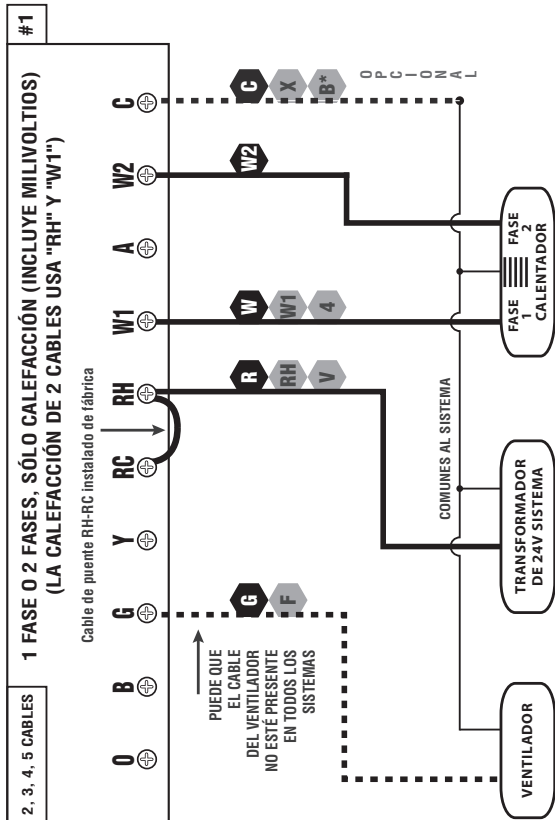 2, 3, 4, 5 CABLES
1 FASE O 2 FASES, SÓLO CALEFACCIÓN (INCLUYE MILIVOLTIOS)
(LA CALEFACCIÓN DE 2 CABLES USA "RH" Y "W1")
#1
Cable de puente RH-RC instalado de fábrica
O B G Y RC RH W1 A W2 C
PUEDE QUE
EL CABLE
DEL VENTILADOR
NO ESTÉ PRESENTE
EN TODOS LOS
SISTEMAS
G
F
R
RH
V
W
W1
4
W2
C
X
B*
OPCIONAL
COMUNES AL SISTEMA
VENTILADOR
TRANSFORMADOR
DE 24V SISTEMA
FASE
1
FASE
2
CALENTADOR